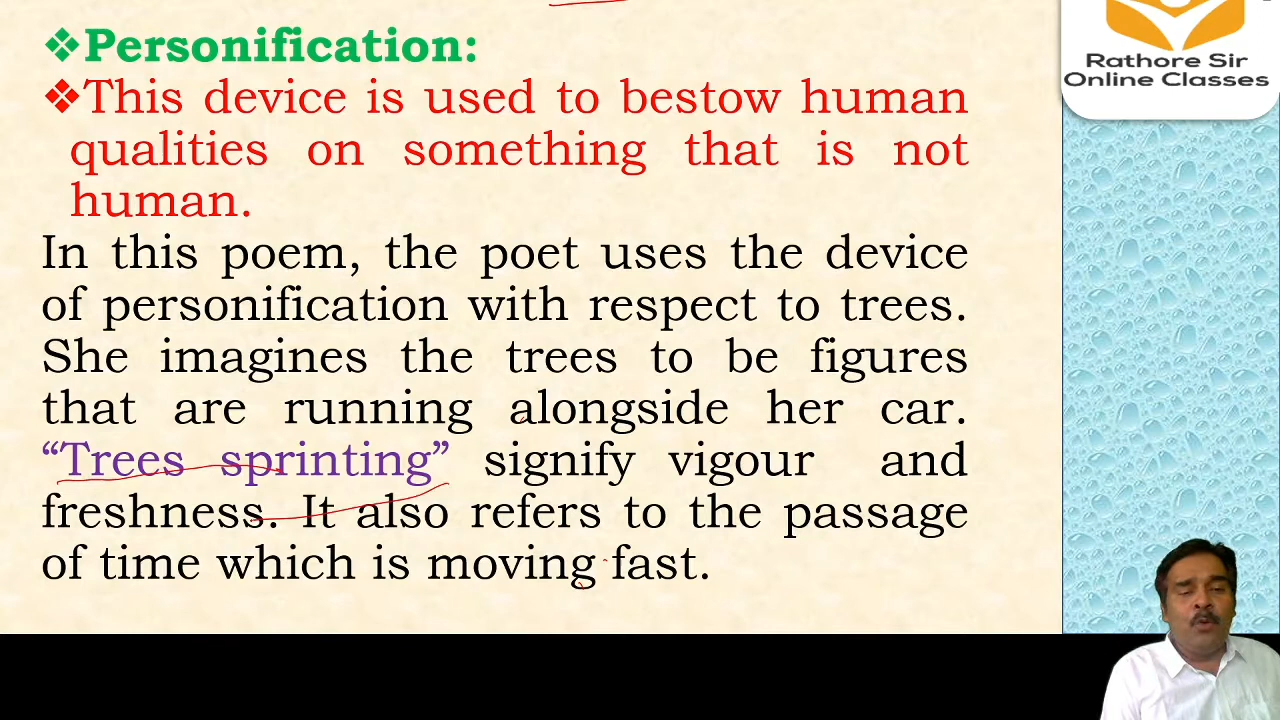 ❖Personification:
❖This device is used to bestow human
qualities on something that is not
human.
In this poem, the poet uses the device
of personification with respect to trees.
She imagines the trees to be figures
that are running alongside her car.
“Trees sprinting” signify vigour and
freshness. It also refers to the passage
of time which is moving fast.
Rathore Sir
Online Classes